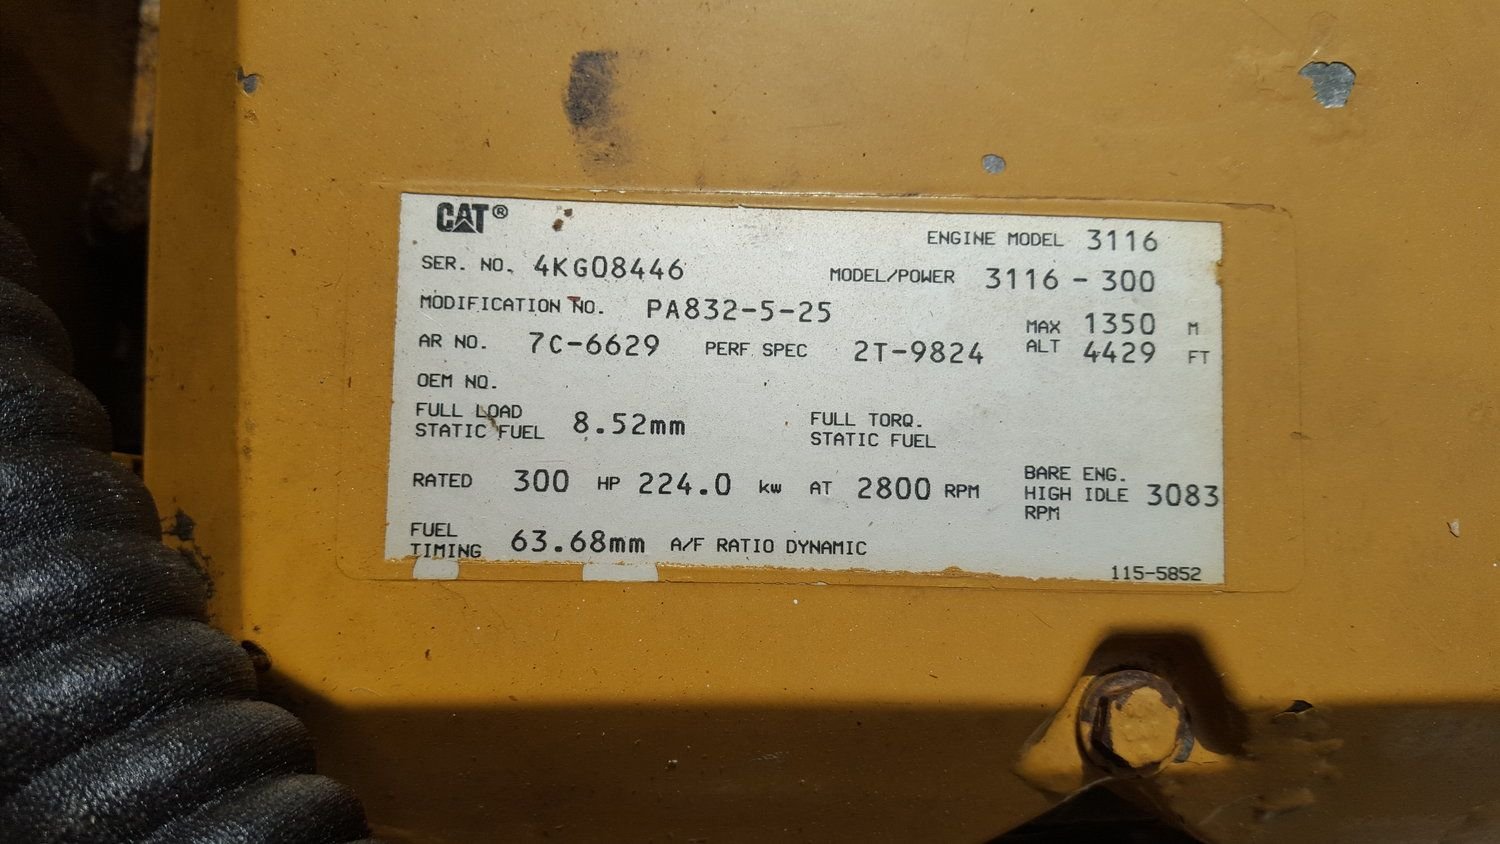 CAT®
ENGINE MODEL 3116
SER. NO. 4KG08446 MODEL/POWER 3116 - 300
MODIFICATION NO. PA832-5-25
MAX ALT 1350 M
4429 FT
AR NO. 7C-6629 PERF SPEC 2T-9824
OEM NO.
FULL LOAD
STATIC FUEL 8.52mm
FULL TORQ.
STATIC FUEL
RATED 300 HP 224.0 kw AT 2800 RPM
BARE ENG.
HIGH IDLE 3083
RPM
FUEL
TIMING 63.68mm A/F RATIO DYNAMIC
115-5852